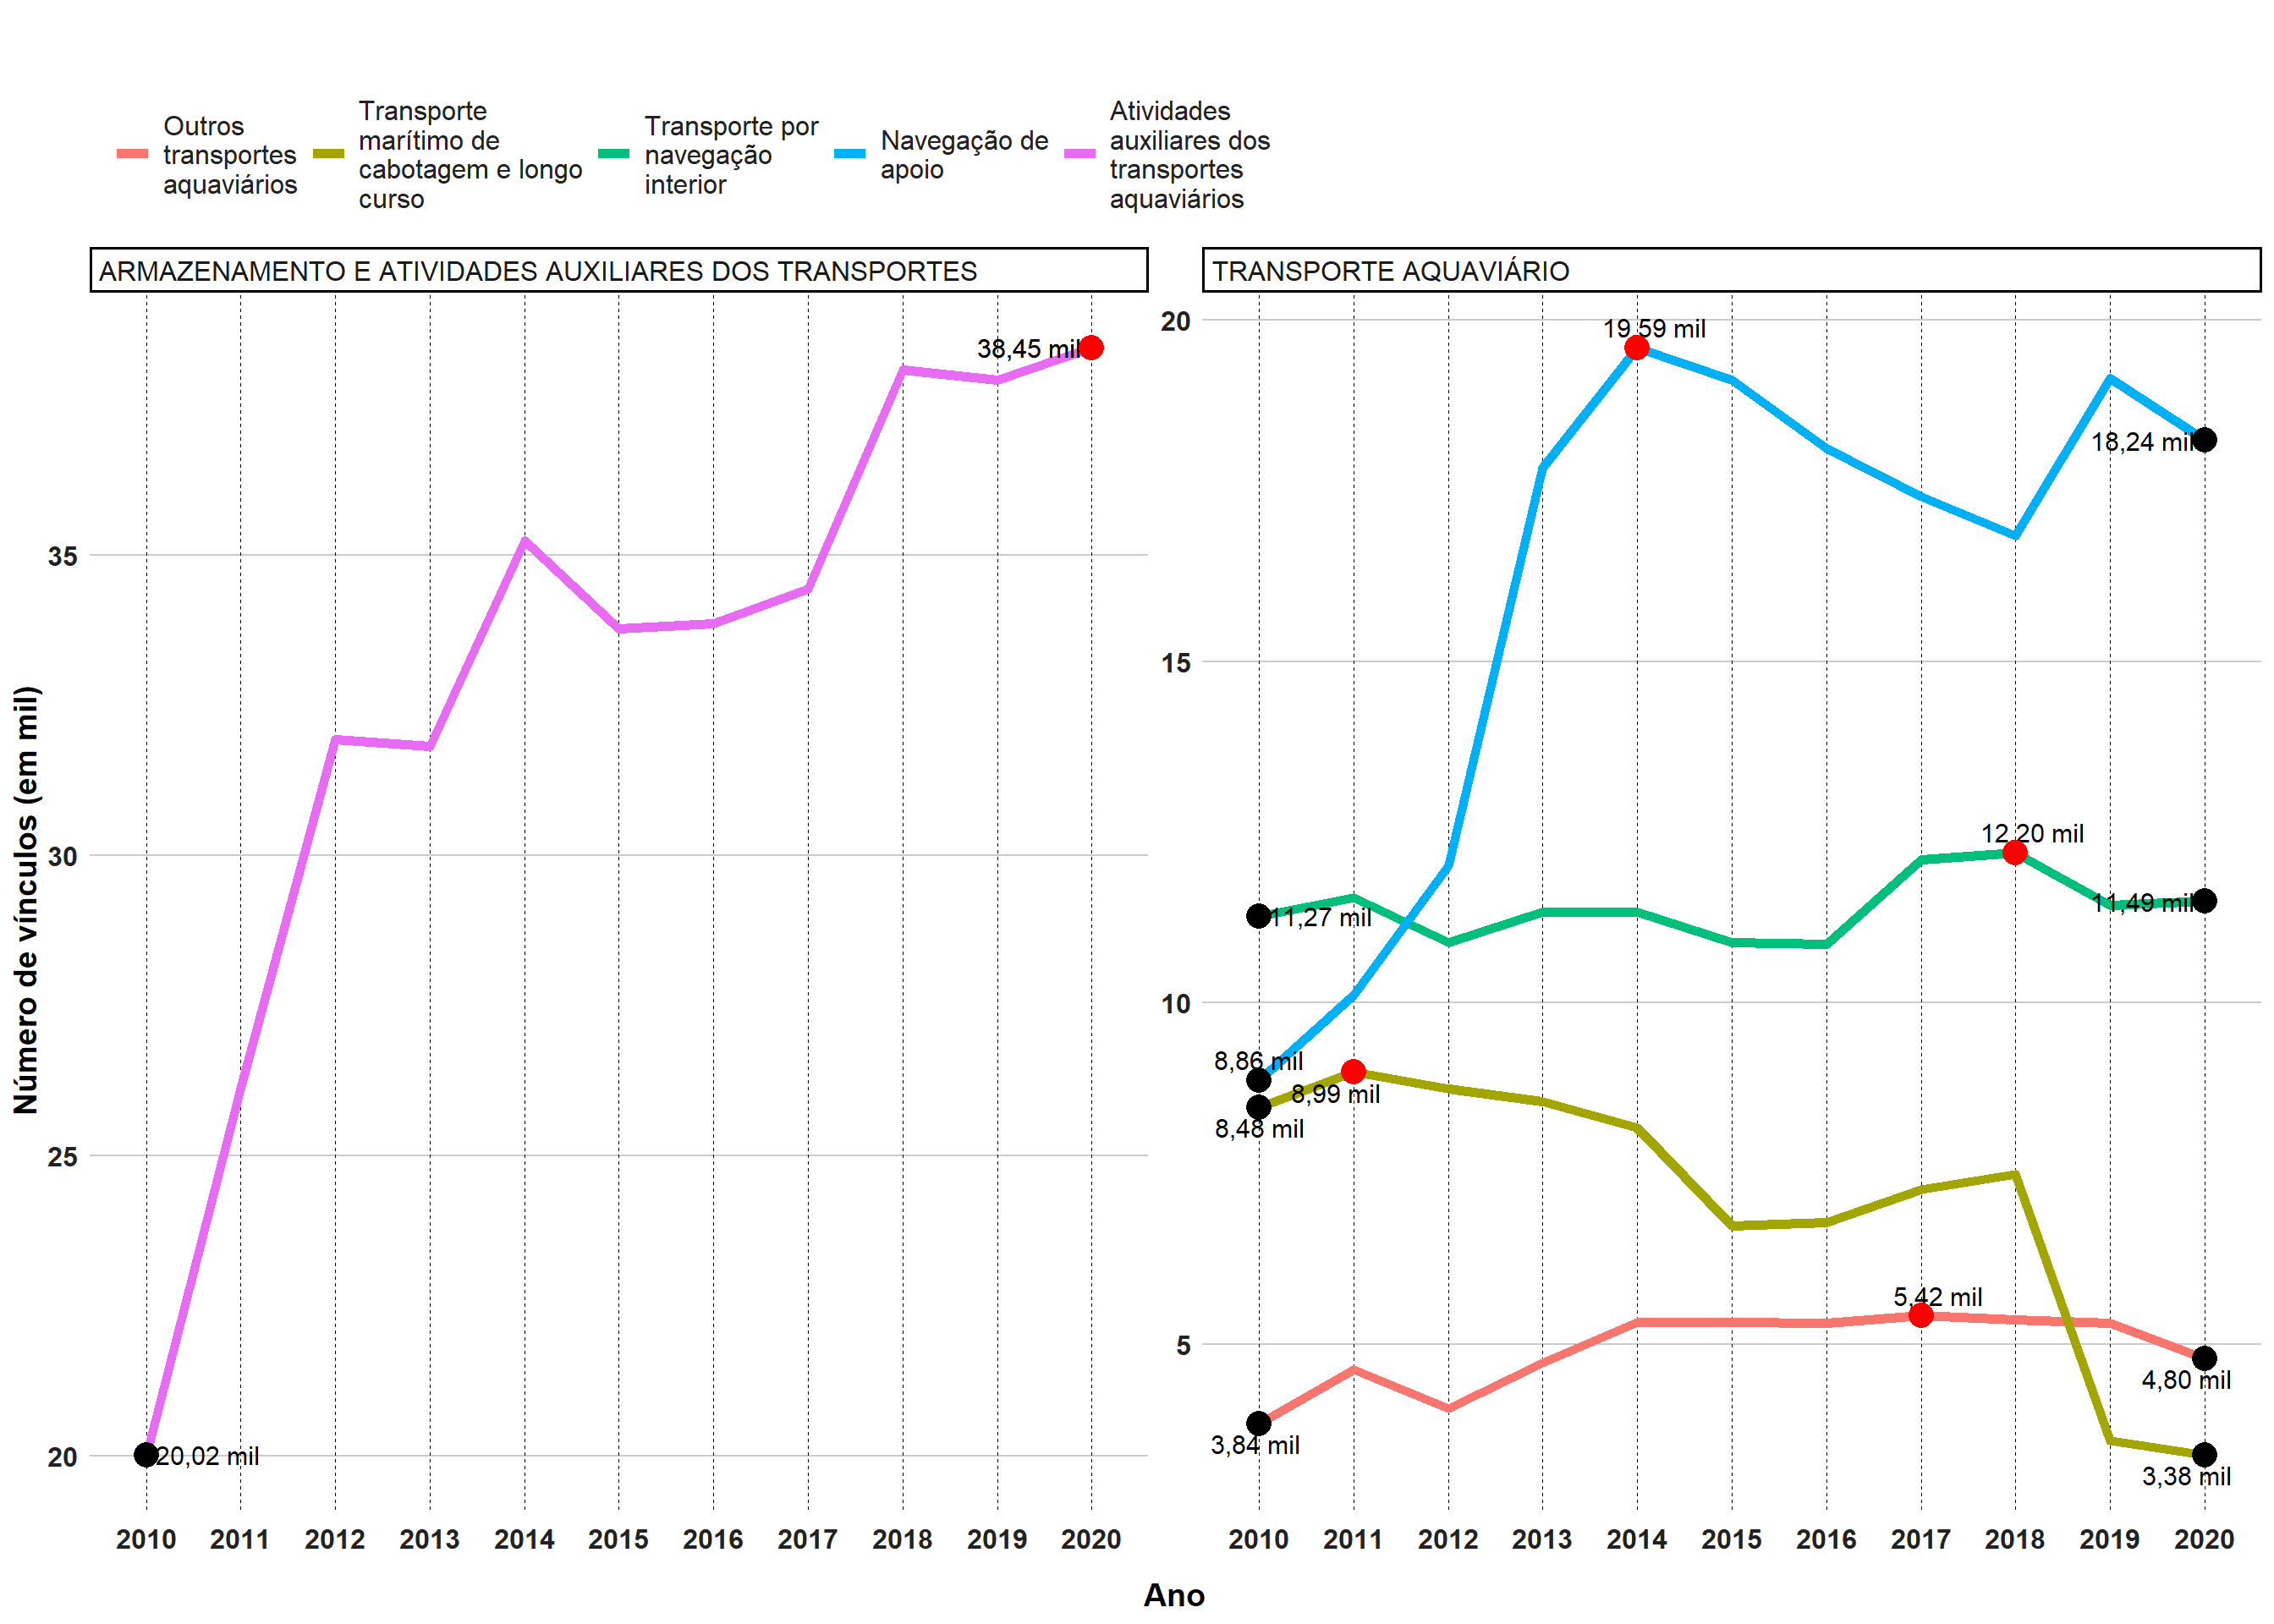 Outros
transportes
aquaviários
Transporte
marítimo de
cabotagem e longo
curso
Transporte por
navegação
interior
Navegação de
apoio
Atividades
auxiliares dos
transportes
aquaviários
ARMAZENAMENTO E ATIVIDADES AUXILIARES DOS TRANSPORTES
TRANSPORTE AQUAVIÁRIO
Número de vínculos (em mil)
35
30
25
20
38,45 mil
20,02 mil
2010 2011 2012 2013 2014 2015 2016 2017 2018 2019 2020
20
15
10
5
19,59 mil
18,24 mil
12,20 mil
11,27 mil
11,49 mil
8,86 mil
8,99 mil
8,48 mil
5,42 mil
4,80 mil
3,84 mil
3,38 mil
2010 2011 2012 2013 2014 2015 2016 2017 2018 2019 2020
Ano